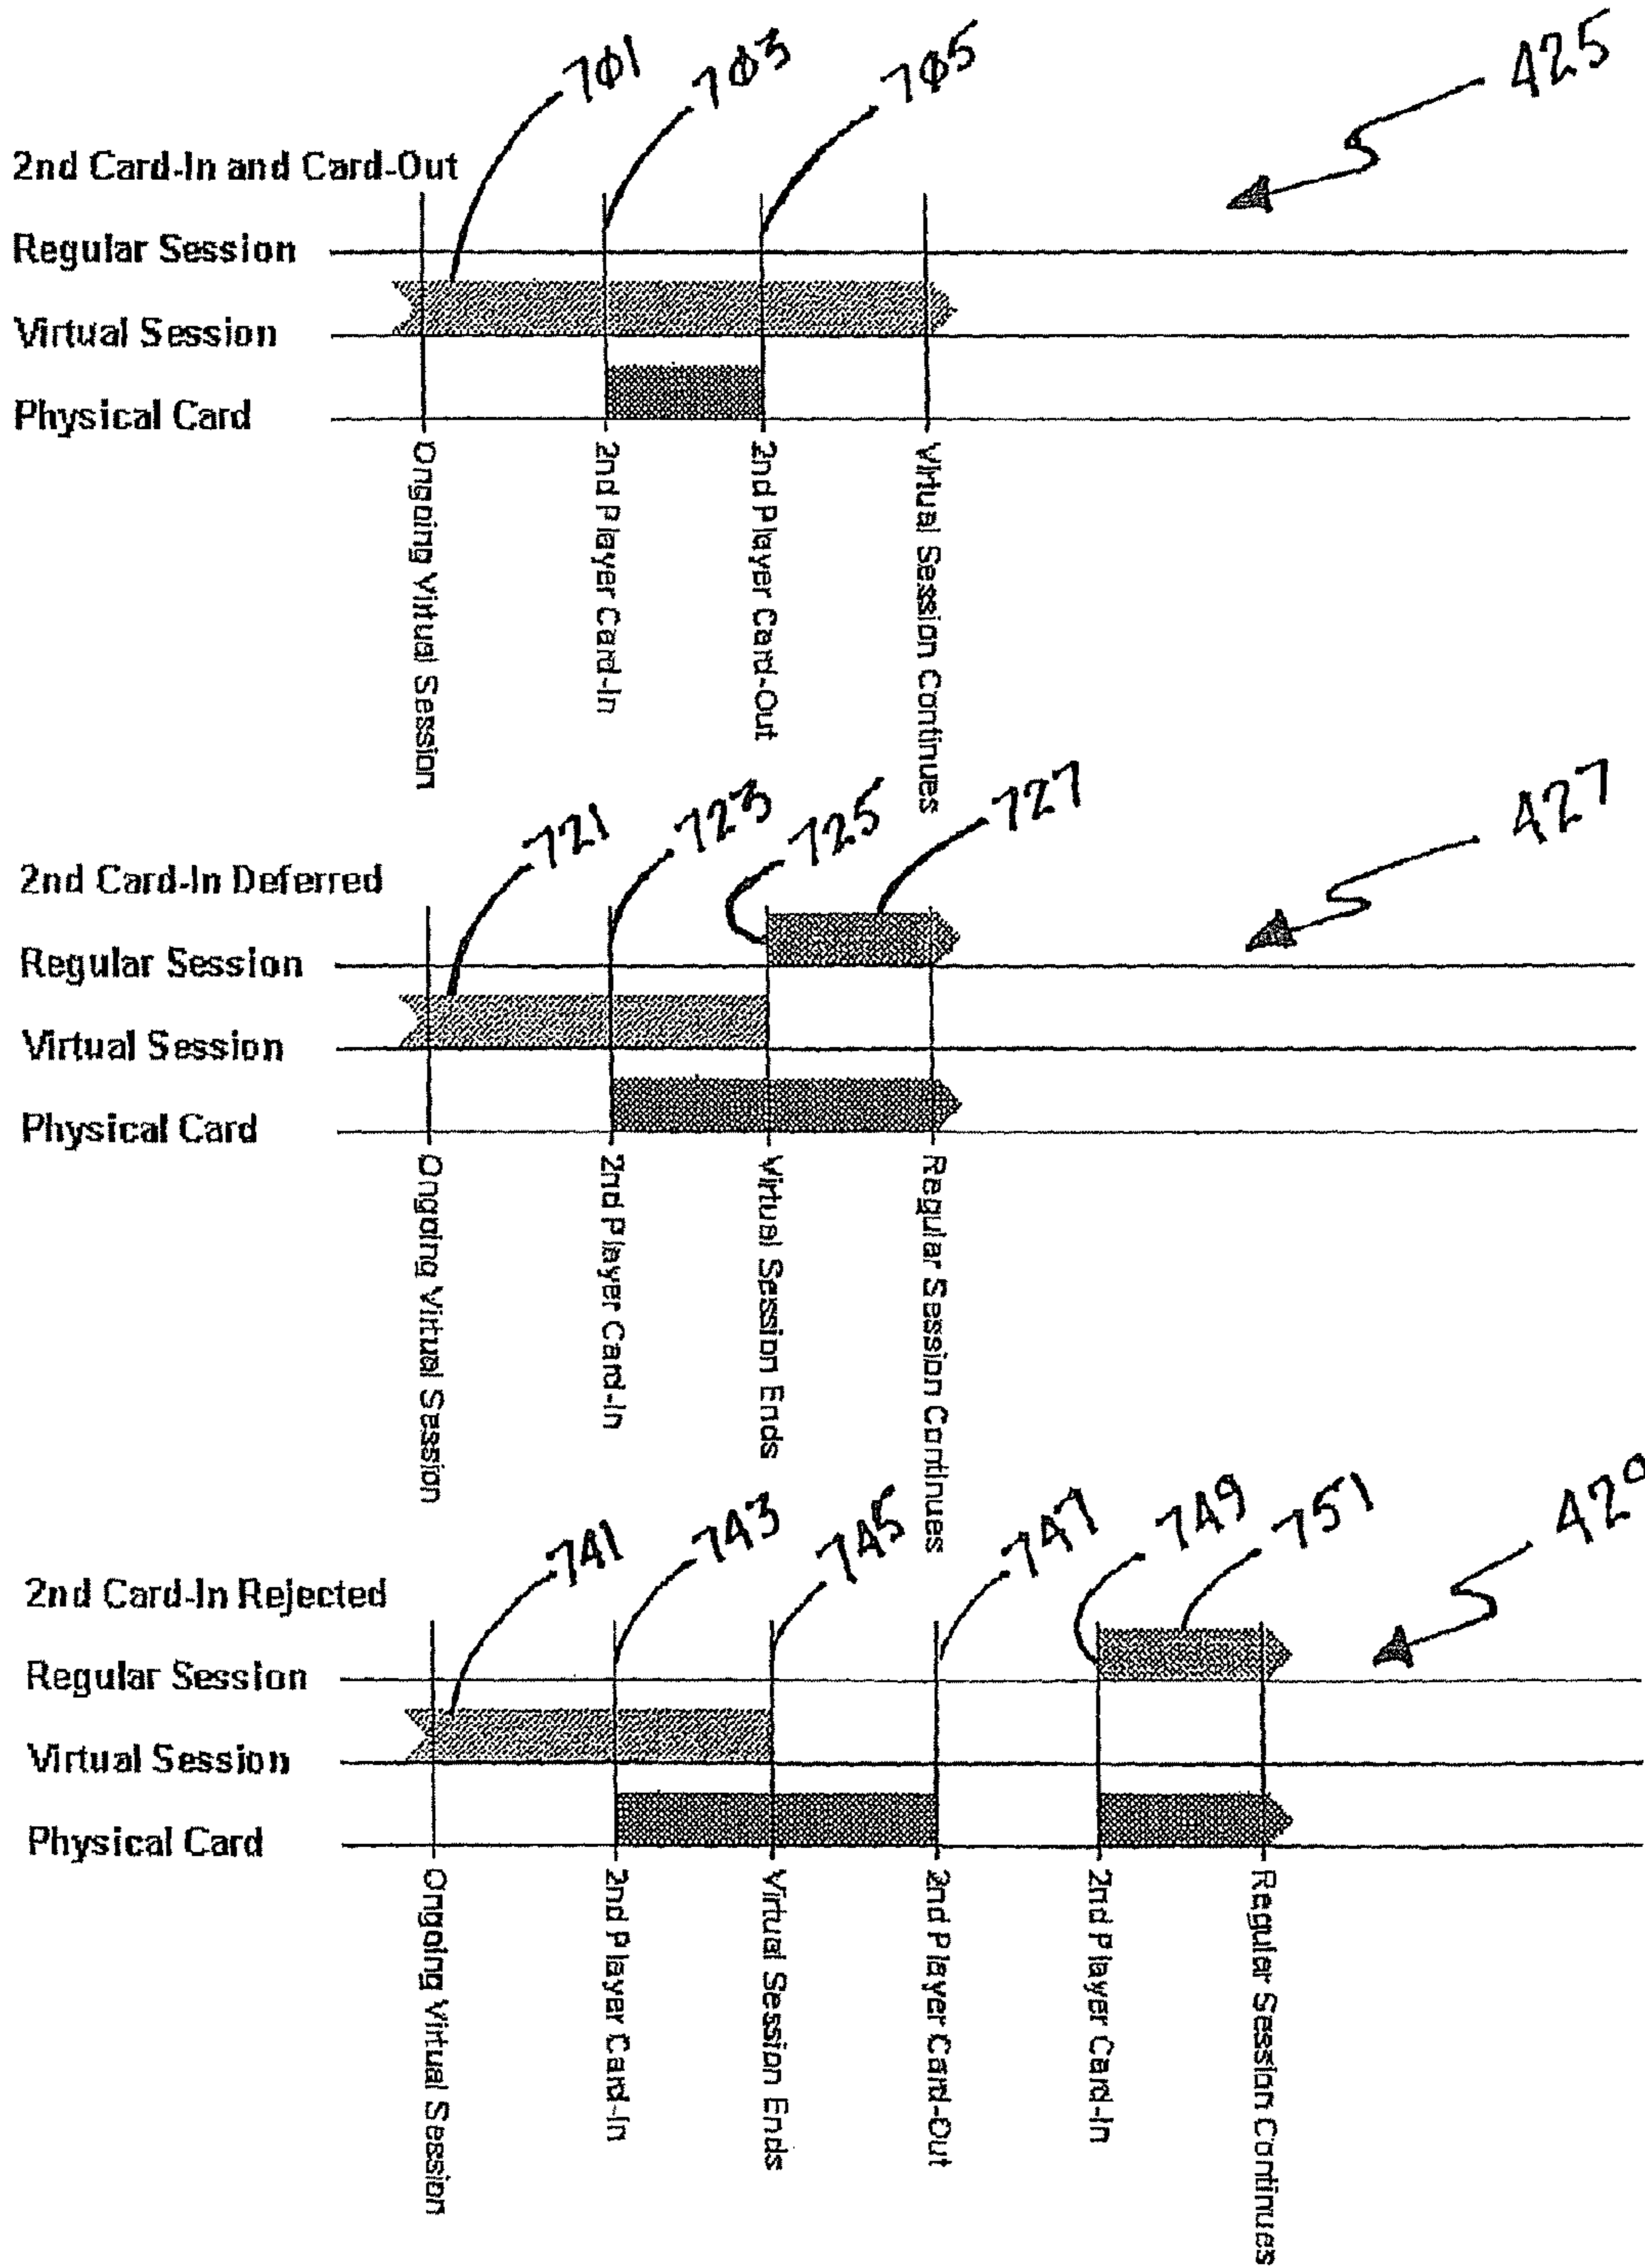 701
703
705
425
2nd Card-In and Card-Out
Regular Session
Virtual Session
Physical Card
Ongoing Virtual Session
2nd Player Card-In
2nd Player Card-Out
Virtual Session Continues
721
723
725
727
427
2nd Card-In Deferred
Regular Session
Virtual Session
Physical Card
Ongoing Virtual Session
2nd Player Card-In
Virtual Session Ends
Regular Session Continues
741
743
745
747
749
751
429
2nd Card-In Rejected
Regular Session
Virtual Session
Physical Card
Ongoing Virtual Session
2nd Player Card-In
Virtual Session Ends
2nd Player Card-Out
2nd Player Card-In
Regular Session Continues